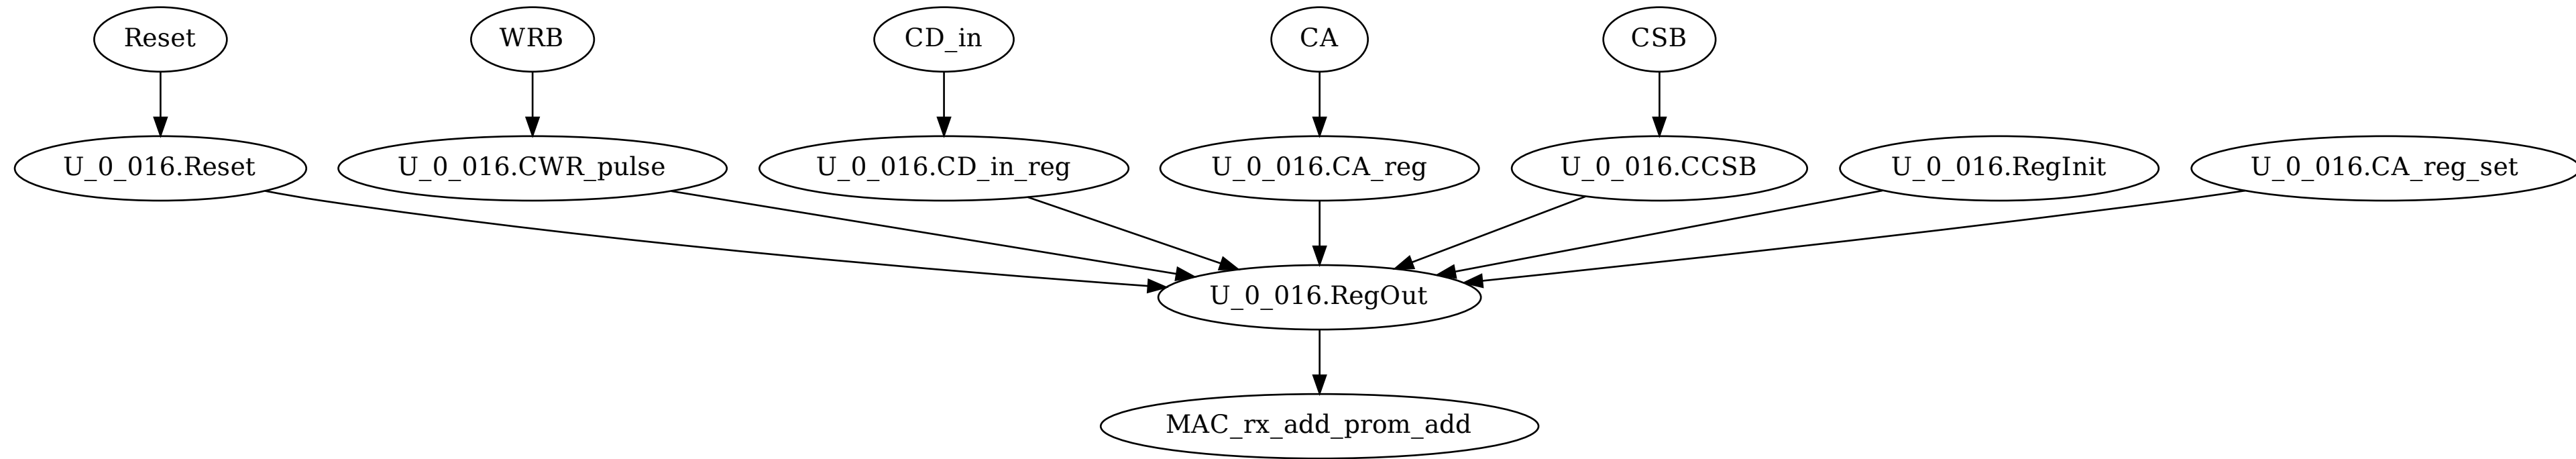 Reset
WRB
CD_in
CA
CSB
U_0_016.Reset
U_0_016.CWR_pulse
U_0_016.CD_in_reg
U_0_016.CA_reg
U_0_016.CCSB
U_0_016.RegInit
U_0_016.CA_reg_set
U_0_016.RegOut
MAC_rx_add_prom_add